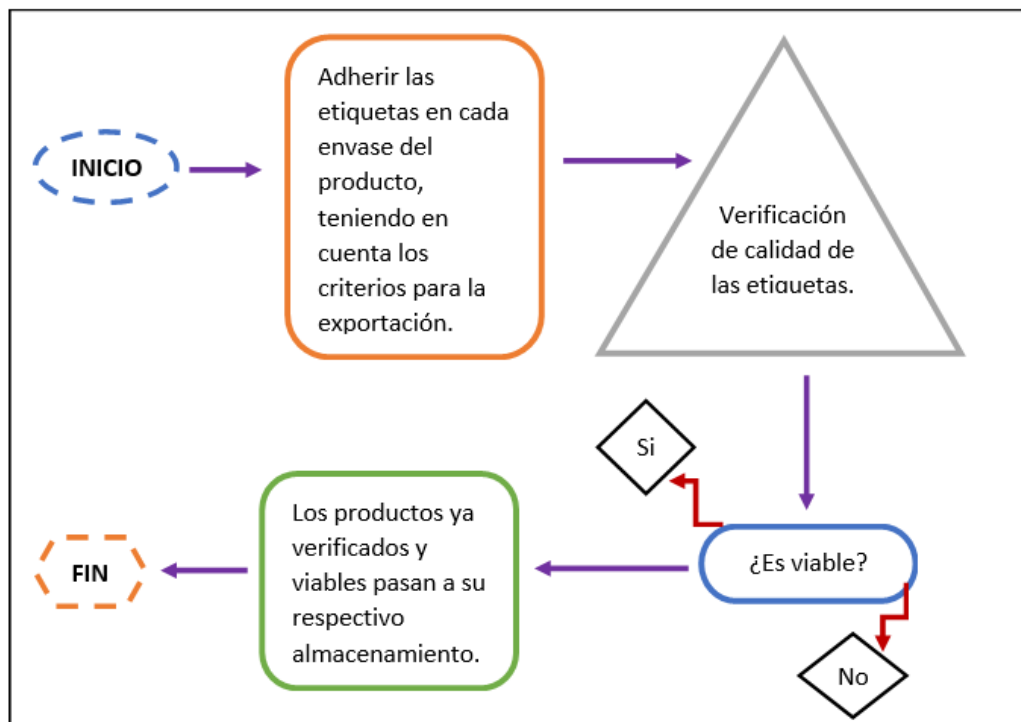 INICIO
Adherir las
etiquetas en cada
envase del
producto,
teniendo en
cuenta los
criterios para la
exportación.
Verificación
de calidad de
las etiquetas.
Si
¿Es viable?
No
Los productos ya
verificados y
viables pasan a su
respectivo
almacenamiento.
FIN